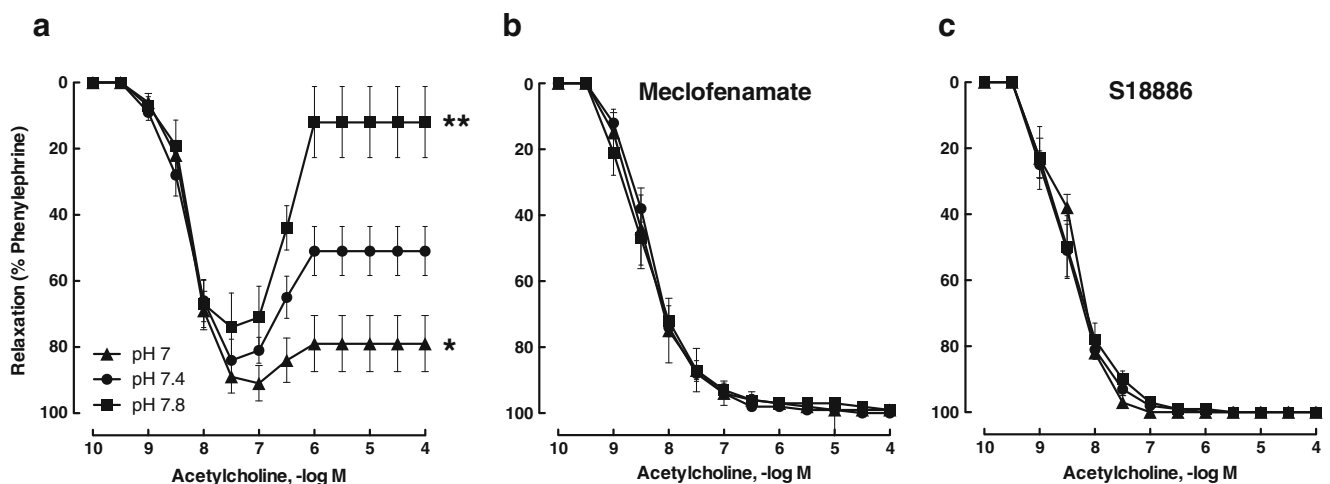 a
b
c
Meclofenamate
S18886
Relaxation (% Phenylephrine)
0
20
40
60
80
100
**
*
pH 7
pH 7.4
pH 7.8
10 9 8 7 6 5 4
Acetylcholine, -log M
0
20
40
60
80
100
10 9 8 7 6 5 4
Acetylcholine, -log M
0
20
40
60
80
100
10 9 8 7 6 5 4
Acetylcholine, -log M